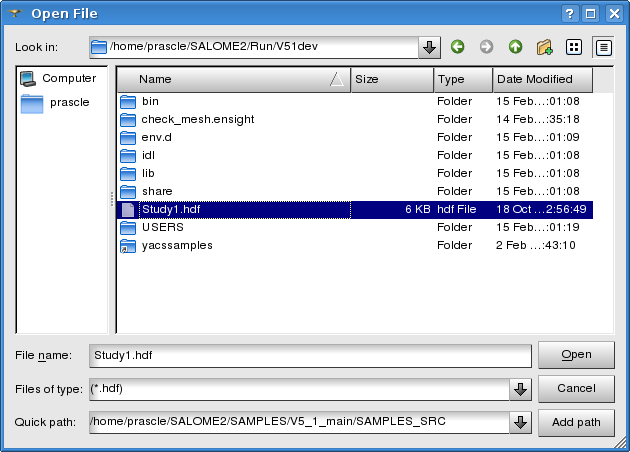 Open File
Look in: /home/prascle/SALOME2/Run/V51dev
Computer
prascle
Name Size Type Date Modified
bin Folder 15 Feb...:01:08
check_mesh.ensight Folder 14 Feb...:35:18
env.d Folder 15 Feb...:01:09
idl Folder 15 Feb...:01:08
lib Folder 15 Feb...:01:08
share Folder 15 Feb...:01:08
Study1.hdf 6 KB hdf File 18 Oct ...2:56:49
USERS Folder 15 Feb...:01:19
yacssamples Folder 2 Feb ...:43:10
File name: Study1.hdf Open
Files of type: (*.hdf) Cancel
Quick path: /home/prascle/SALOME2/SAMPLES/V5_1_main/SAMPLES_SRC Add path